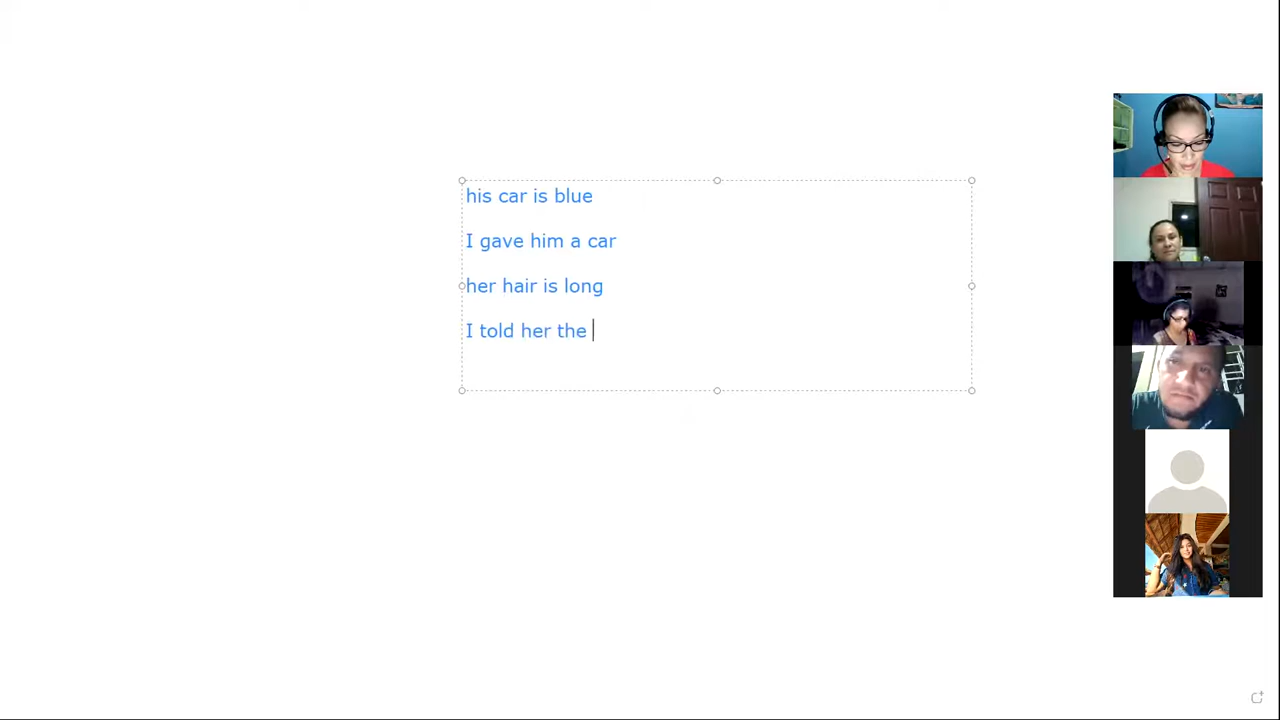 his car is blue
I gave him a car
her hair is long
I told her the